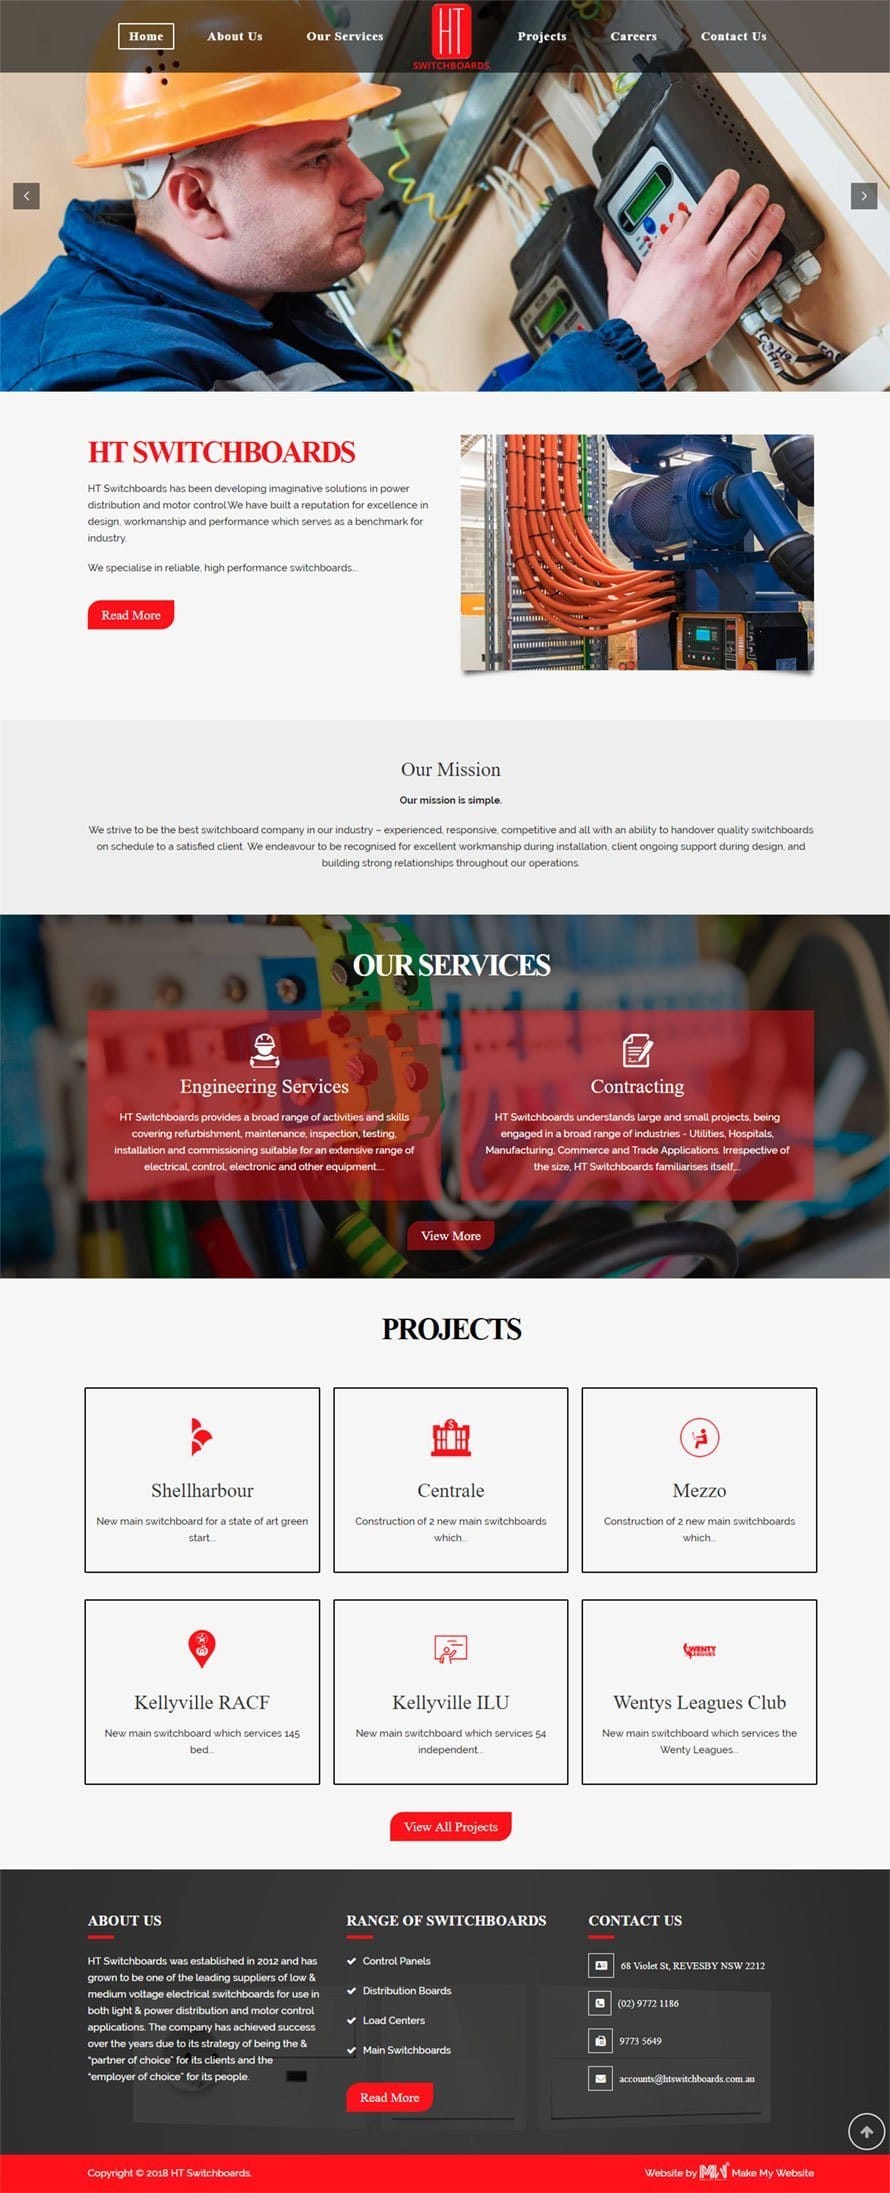 Home
About Us
Our Services
HT
SWITCHBOARDS
Projects
Careers
Contact Us
HT SWITCHBOARDS
HT Switchboards has been developing imaginative solutions in power
distribution and motor control.We have built a reputation for excellence in
design, workmanship and performance which serves as a benchmark for
industry.
We specialise in reliable, high performance switchboards...
Read More
Our Mission
Our mission is simple.
We strive to be the best switchboard company in our industry – experienced, responsive, competitive and all with an ability to handover quality switchboards
on schedule to a satisfied client. We endeavour to be recognised for excellent workmanship during installation, client ongoing support during design, and
building strong relationships throughout our operations.
OUR SERVICES
Engineering Services
HT Switchboards provides a broad range of activities and skills
covering refurbishment, maintenance, inspection, testing,
installation and commissioning suitable for an extensive range of
electrical, control, electronic and other equipment....
Contracting
HT Switchboards understands large and small projects, being
engaged in a broad range of industries - Utilities, Hospitals,
Manufacturing, Commerce and Trade Applications. Irrespective of
the size, HT Switchboards familiarises itself,...
View More
PROJECTS
Shellharbour
New main switchboard for a state of art green
start...
Centrale
Construction of 2 new main switchboards
which...
Mezzo
Construction of 2 new main switchboards
which...
Kellyville RACF
New main switchboard which services 145
bed...
Kellyville ILU
New main switchboard which services 54
independent...
WENTY
LEAGUES
Wentys Leagues Club
New main switchboard which services the
Wenty Leagues...
View All Projects
ABOUT US
HT Switchboards was established in 2012 and has
grown to be one of the leading suppliers of low &
medium voltage electrical switchboards for use in
both light & power distribution and motor control
applications. The company has achieved success
over the years due to its strategy of being the &
"partner of choice" for its clients and the
"employer of choice" for its people.
RANGE OF SWITCHBOARDS
Control Panels
Distribution Boards
Load Centers
Main Switchboards
Read More
CONTACT US
68 Violet St, REVESBY NSW 2212
(02) 9772 1186
9773 5649
accounts@htswitchboards.com.au
Copyright © 2018 HT Switchboards.
Website by MMW Make My Website